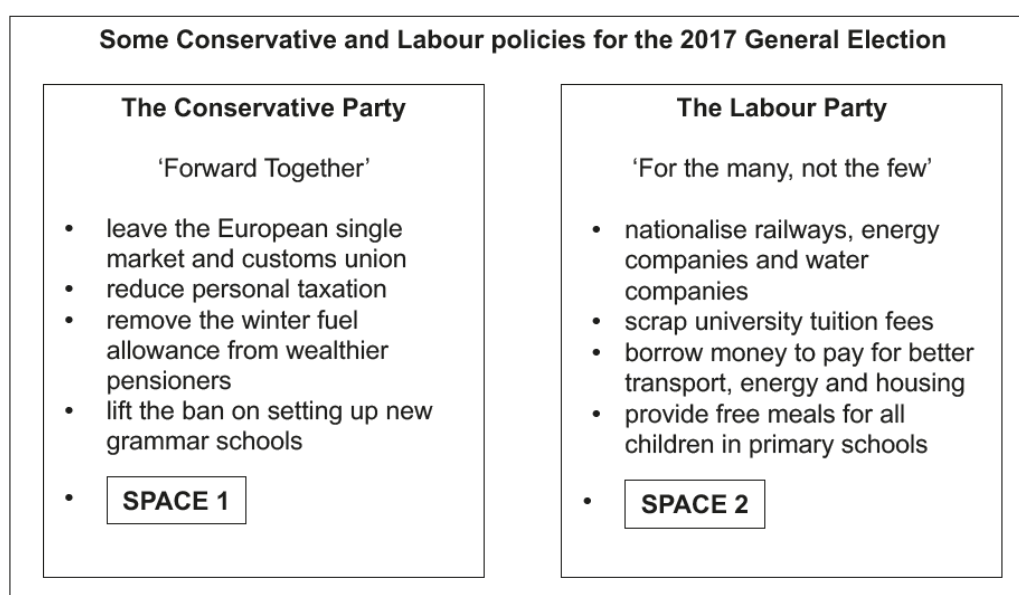 Some Conservative and Labour policies for the 2017 General Election
The Conservative Party
‘Forward Together’
• leave the European single
market and customs union
• reduce personal taxation
• remove the winter fuel
allowance from wealthier
pensioners
• lift the ban on setting up new
grammar schools
• SPACE 1
The Labour Party
‘For the many, not the few’
• nationalise railways, energy
companies and water
companies
• scrap university tuition fees
• borrow money to pay for better
transport, energy and housing
• provide free meals for all
children in primary schools
• SPACE 2